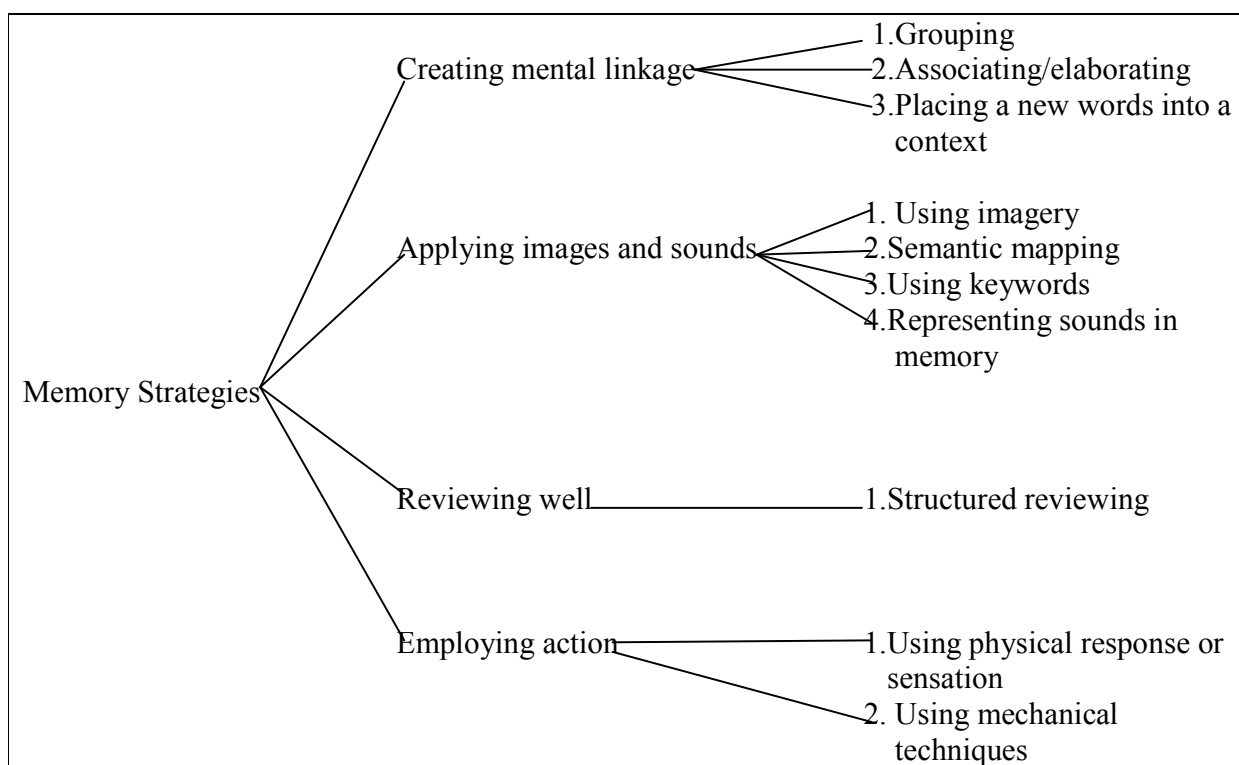 Creating mental linkage
1.Grouping
2.Associating/elaborating
3.Placing a new words into a
context
Applying images and sounds
1. Using imagery
2.Semantic mapping
3.Using keywords
4.Representing sounds in
memory
Memory Strategies
Reviewing well
1.Structured reviewing
Employing action
1.Using physical response or
sensation
2. Using mechanical
techniques